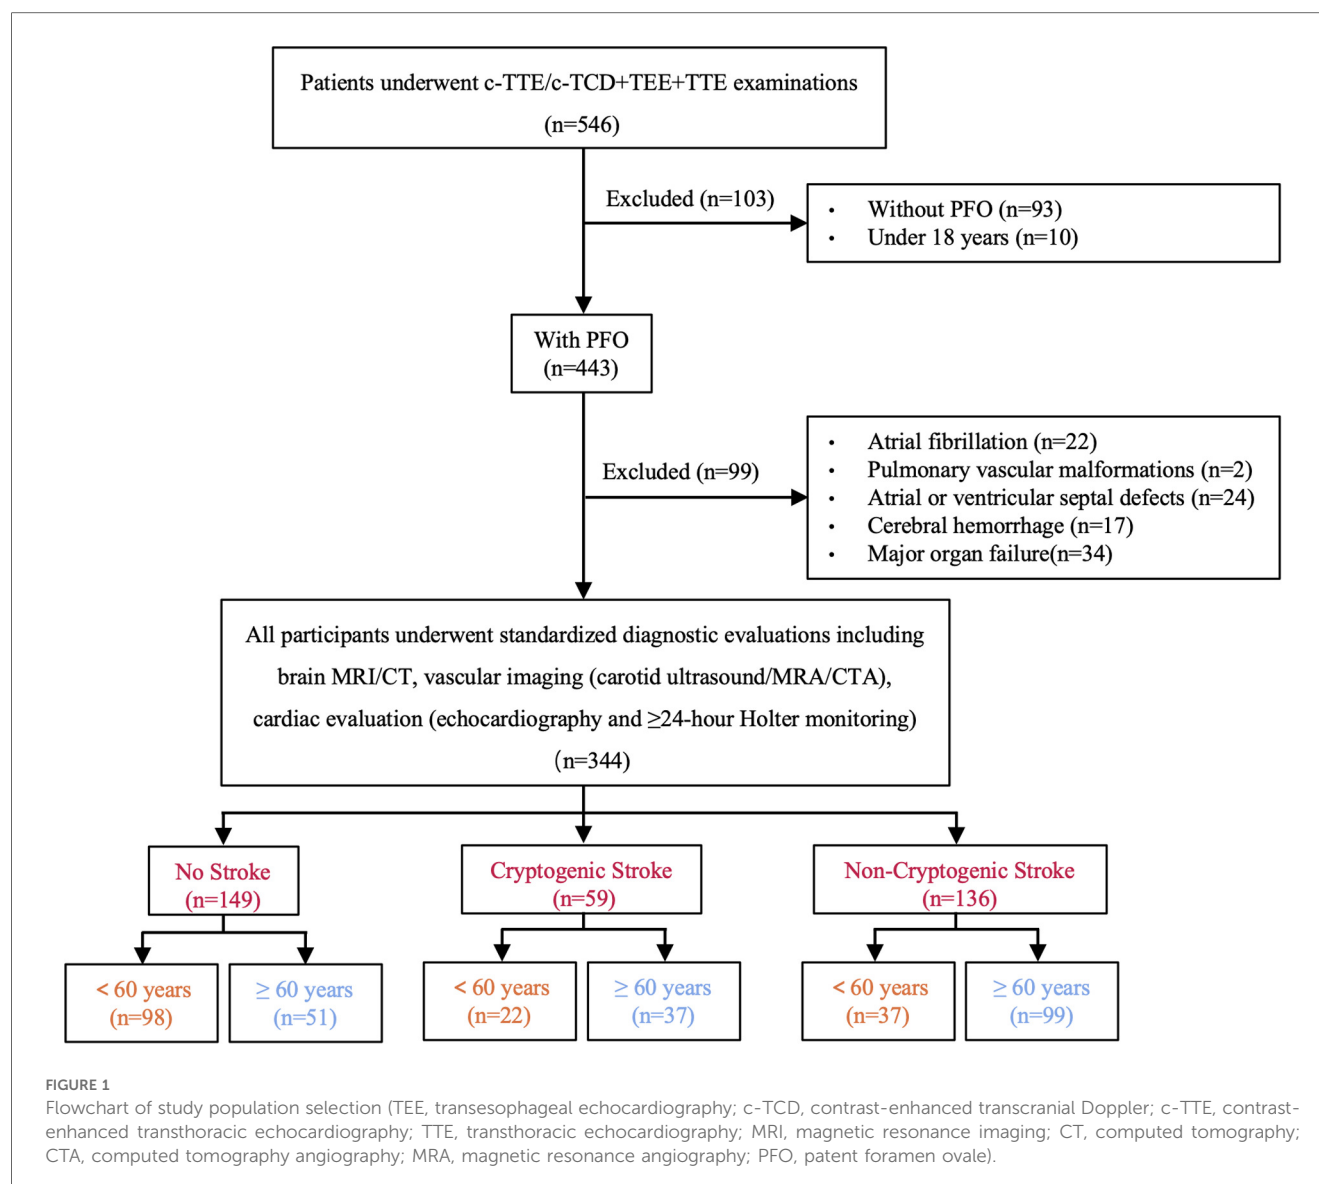 Patients underwent c-TTE/c-TCD+TEE+TTE examinations
(n=546)
Excluded (n=103)
• Without PFO (n=93)
• Under 18 years (n=10)
With PFO
(n=443)
Excluded (n=99)
• Atrial fibrillation (n=22)
• Pulmonary vascular malformations (n=2)
• Atrial or ventricular septal defects (n=24)
• Cerebral hemorrhage (n=17)
• Major organ failure(n=34)
All participants underwent standardized diagnostic evaluations including
brain MRI/CT, vascular imaging (carotid ultrasound/MRA/CTA),
cardiac evaluation (echocardiography and ≥24-hour Holter monitoring)
(n=344)
No Stroke
(n=149)
Cryptogenic Stroke
(n=59)
Non-Cryptogenic Stroke
(n=136)
< 60 years
(n=98)
≥ 60 years
(n=51)
< 60 years
(n=22)
≥ 60 years
(n=37)
< 60 years
(n=37)
≥ 60 years
(n=99)
FIGURE 1
Flowchart of study population selection (TEE, transesophageal echocardiography; c-TCD, contrast-enhanced transcranial Doppler; c-TTE, contrast-
enhanced transthoracic echocardiography; TTE, transthoracic echocardiography; MRI, magnetic resonance imaging; CT, computed tomography;
CTA, computed tomography angiography; MRA, magnetic resonance angiography; PFO, patent foramen ovale).